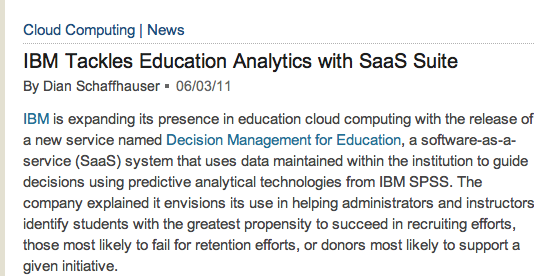 Cloud Computing | News
IBM Tackles Education Analytics with SaaS Suite
By Dian Schaffhauser ▪ 06/03/11
IBM is expanding its presence in education cloud computing with the release of
a new service named Decision Management for Education, a software-as-a-
service (SaaS) system that uses data maintained within the institution to guide
decisions using predictive analytical technologies from IBM SPSS. The
company explained it envisions its use in helping administrators and instructors
identify students with the greatest propensity to succeed in recruiting efforts,
those most likely to fail for retention efforts, or donors most likely to support a
given initiative.